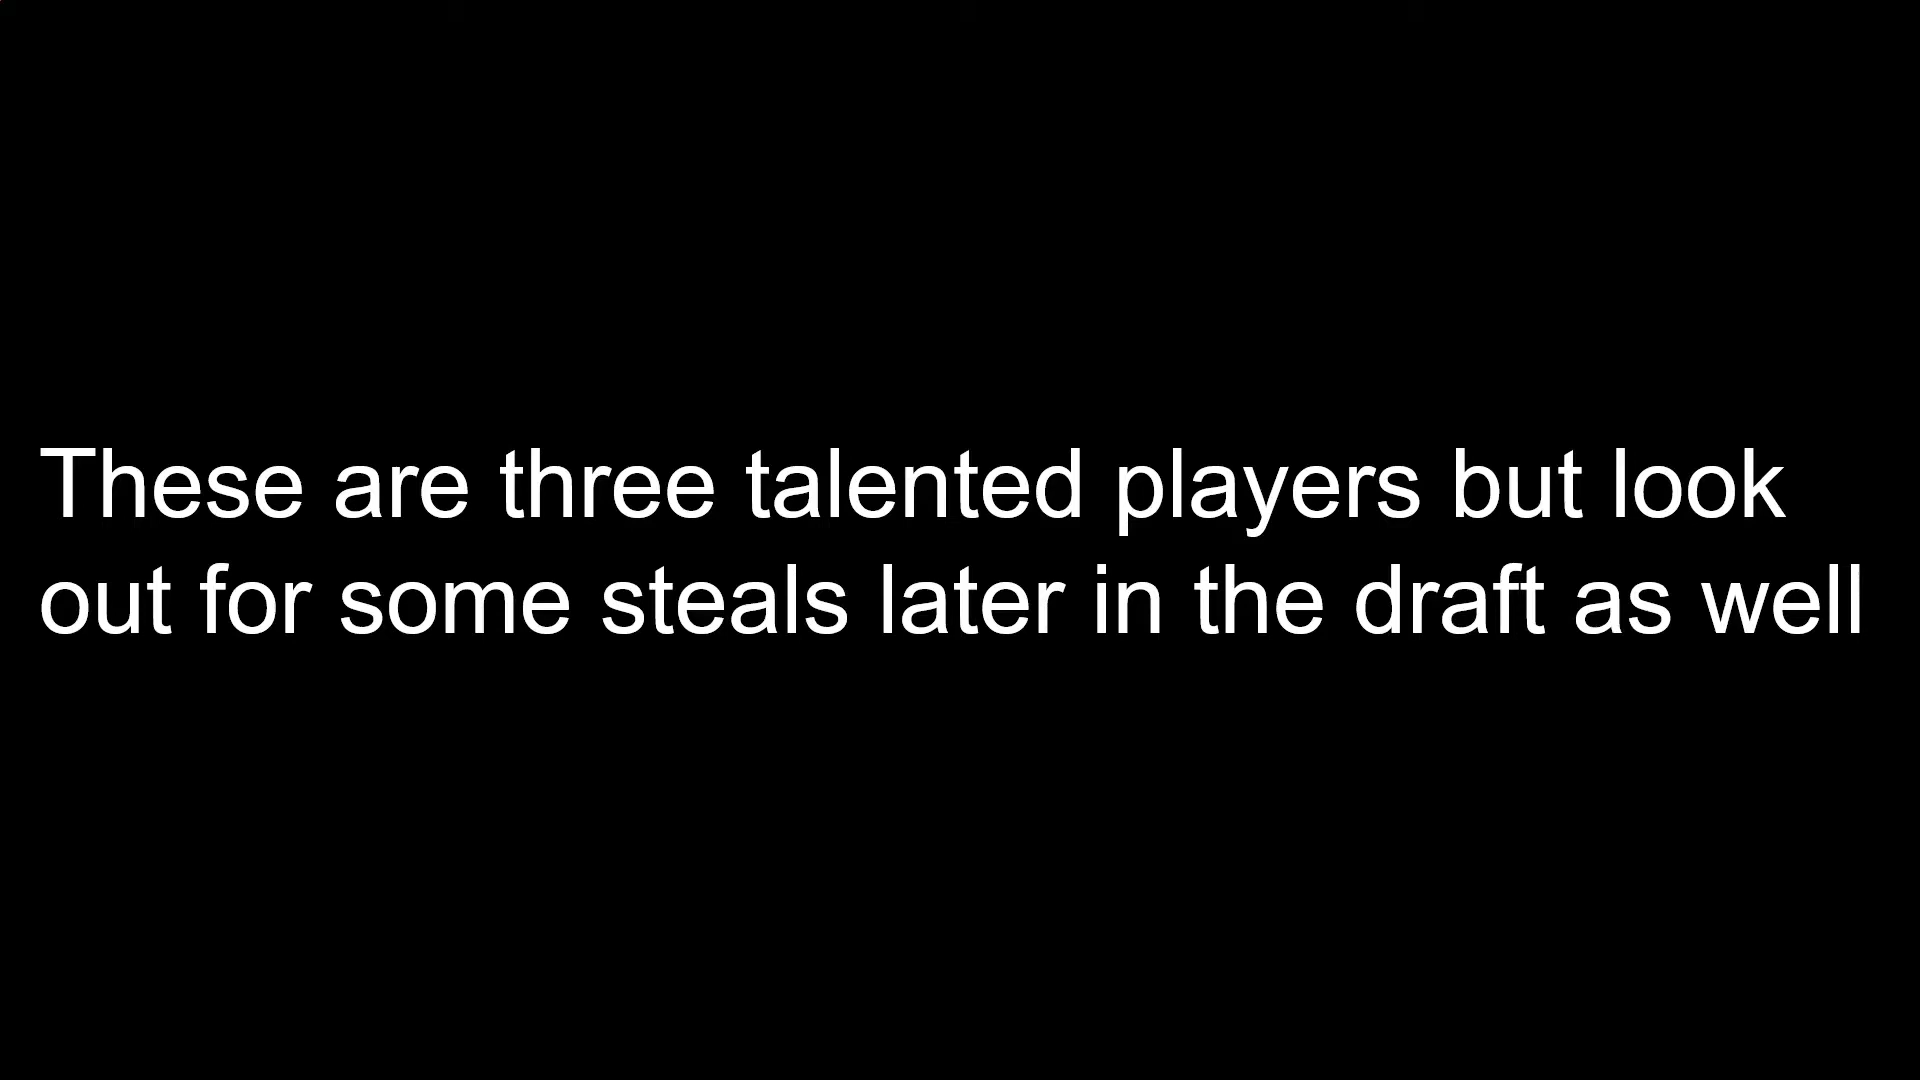 These are three talented players but look
out for some steals later in the draft as well